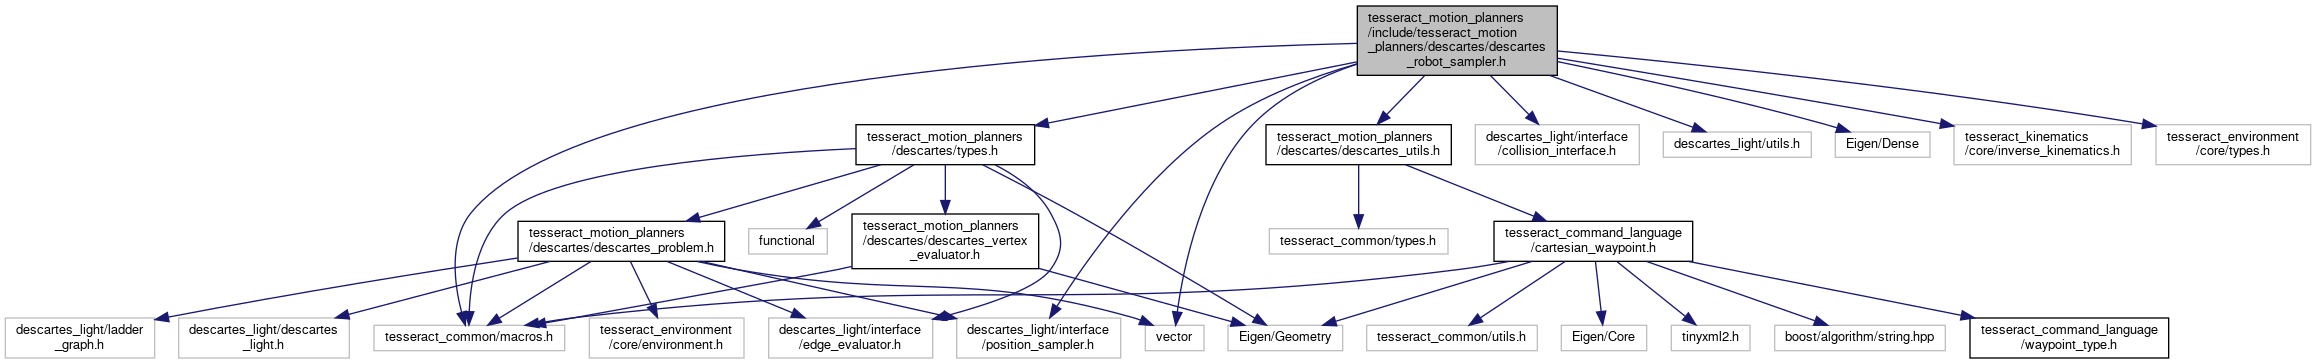 tesseract_motion_planners
/include/tesseract_motion
_planners/descartes/descartes
_robot_sampler.h
tesseract_motion_planners
/descartes/types.h
tesseract_motion_planners
/descartes/descartes_utils.h
descartes_light/interface
/collision_interface.h
descartes_light/utils.h
Eigen/Dense
tesseract_kinematics
/core/inverse_kinematics.h
tesseract_environment
/core/types.h
tesseract_motion_planners
/descartes/descartes_problem.h
functional
tesseract_motion_planners
/descartes/descartes_vertex
_evaluator.h
tesseract_common/types.h
tesseract_command_language
/cartesian_waypoint.h
descartes_light/ladder
_graph.h
descartes_light/descartes
_light.h
tesseract_common/macros.h
tesseract_environment
/core/environment.h
descartes_light/interface
/edge_evaluator.h
descartes_light/interface
/position_sampler.h
vector
Eigen/Geometry
tesseract_common/utils.h
Eigen/Core
tinyxml2.h
boost/algorithm/string.hpp
tesseract_command_language
/waypoint_type.h